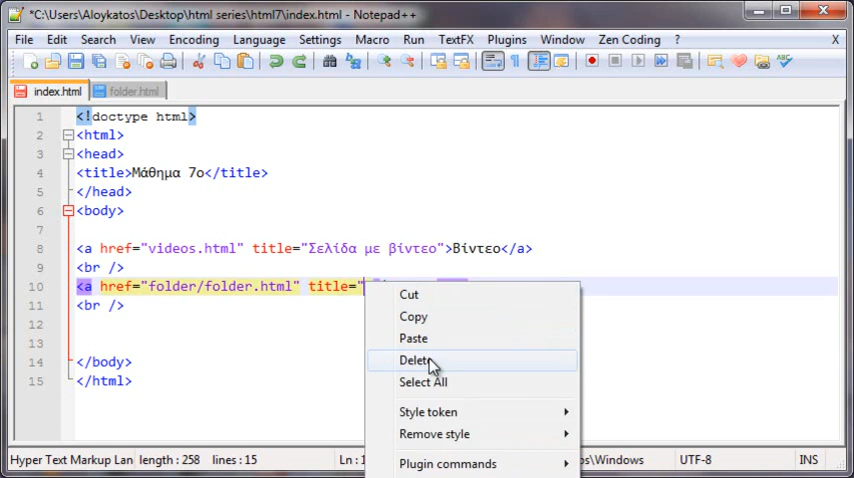 *C:\Users\Aloykatos\Desktop\html series\html7\index.html - Notepad++
File Edit Search View Encoding Language Settings Macro Run TextFX Plugins Window Zen Coding ? X
index.html folder.html
1 <!doctype html>
2 <html>
3 <head>
4 <title>Μάθημα 7ο</title>
5 </head>
6 <body>
7
8 <a href="videos.html" title="Σελίδα με βίντεο">Βίντεο</a>
9 <br />
10 <a href="folder/folder.html" title="
11 <br />
Cut
Copy
Paste
Delete
Select All
Style token
Remove style
Plugin commands
14 </body>
15 </html>
Hyper Text Markup Lan length : 258 lines : 15 Ln : 1 os\Windows UTF-8 INS